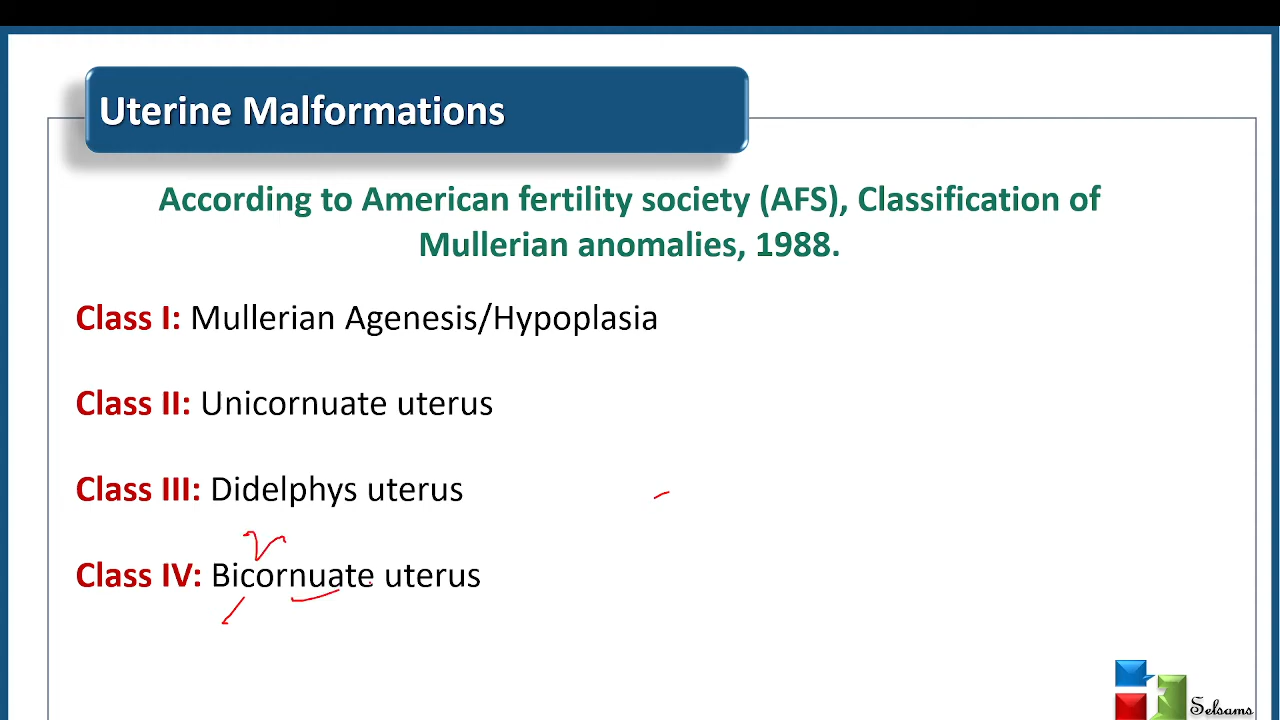 Uterine Malformations
According to American fertility society (AFS), Classification of
Mullerian anomalies, 1988.
Class I: Mullerian Agenesis/Hypoplasia
Class II: Unicornuate uterus
Class III: Didelphys uterus
Class IV: Bicornuate uterus
Selsams